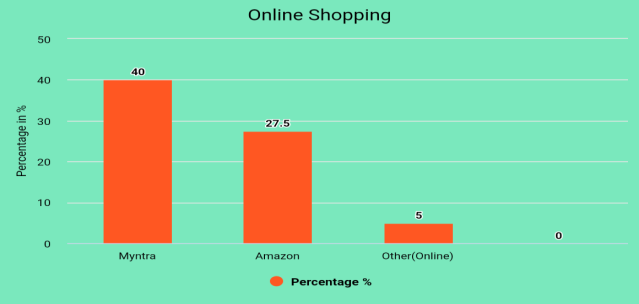 Online Shopping
50
40
30
20
10
0
Percentage in %
40
27.5
5
0
Myntra
Amazon
Other(Online)
Percentage %